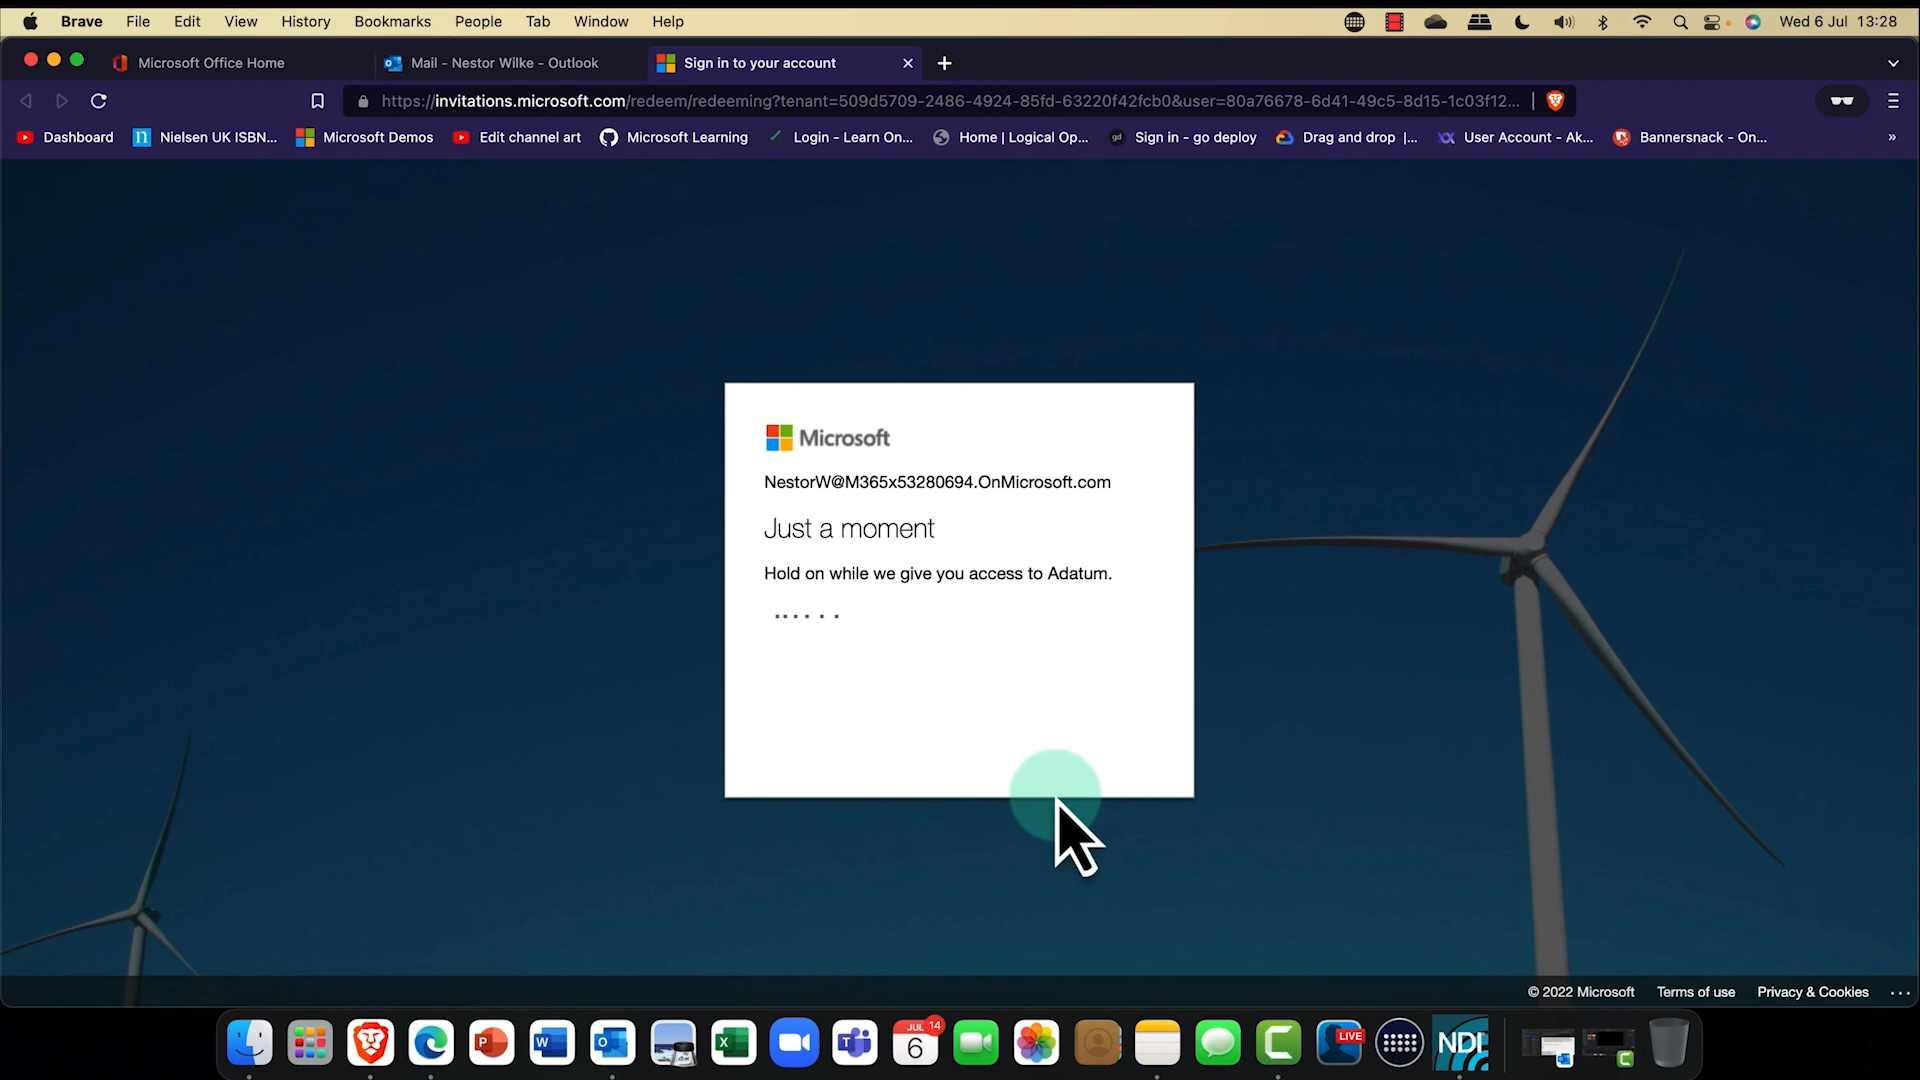 Brave File Edit View History Bookmarks People Tab Window Help Wed 6 Jul 13:28
Microsoft Office Home Mail - Nestor Wilke - Outlook Sign in to your account
https://invitations.microsoft.com/redeem/redeeming?tenant=509d5709-2486-4924-85fd-63220f42fcb0&user=80a76678-6d41-49c5-8d15-1c03f12...
Dashboard Nielsen UK ISBN... Microsoft Demos Edit channel art Microsoft Learning Login - Learn On... Home | Logical Op... gd Sign in - go deploy Drag and drop |... User Account - Ak... Bannersnack - On... »
Microsoft
NestorW@M365x53280694.OnMicrosoft.com
Just a moment
Hold on while we give you access to Adatum.
© 2022 Microsoft Terms of use Privacy & Cookies ...
P W O X T JUL 14 6 C LIVE NDI